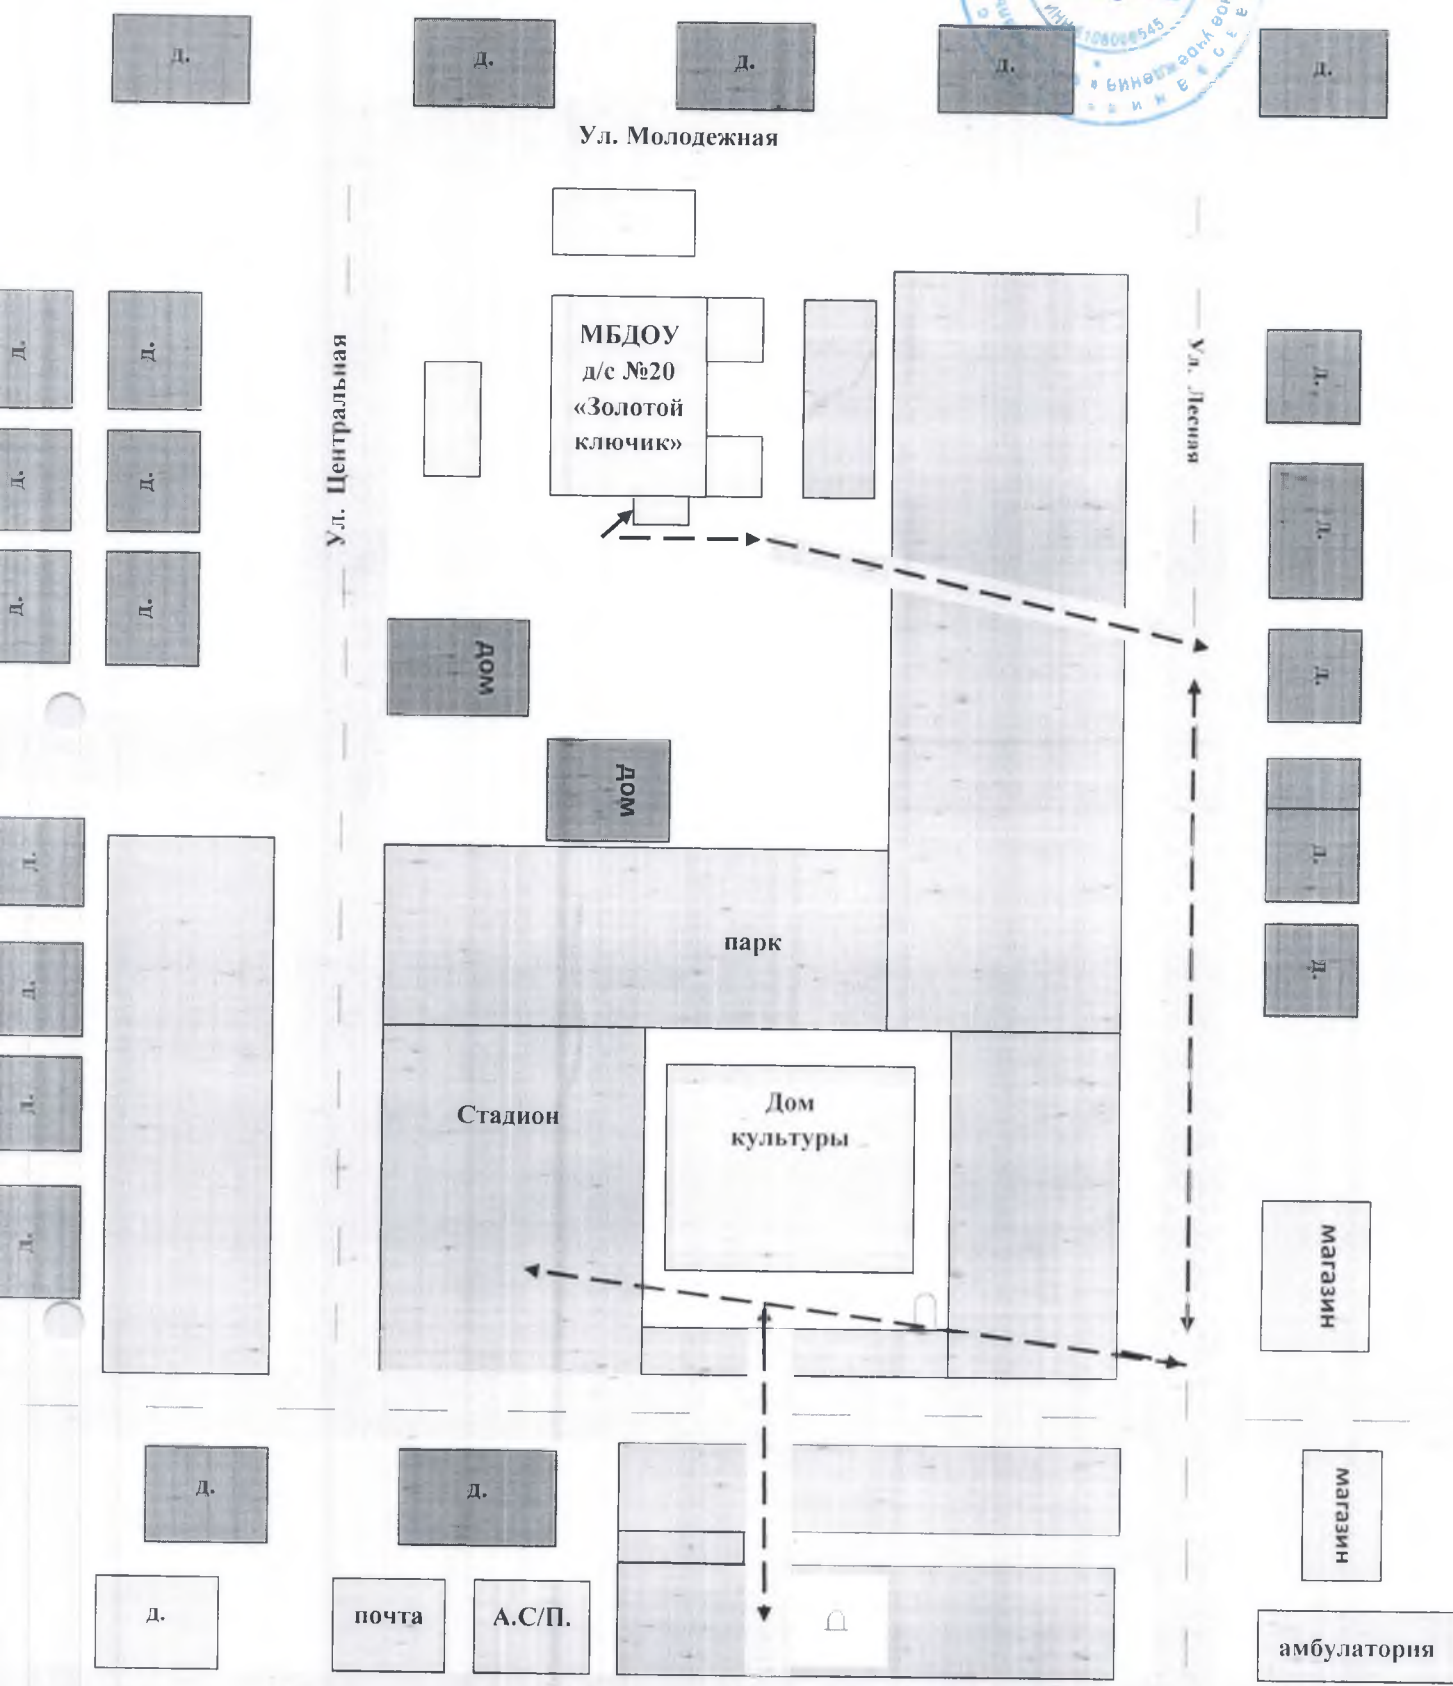 д.
д.
д.
д.
д.
Ул. Молодежная
д.
д.
д.
д.
д.
д.
Ул. Центральная
МБДОУ
д/с №20
«Золотой
ключик»
Ул. Лесная
д.
д.
д.
д.
д.
дом
дом
д.
д.
д.
д.
парк
Стадион
Дом
культуры
магазин
д.
д.
магазин
д.
почта
А.С/П.
амбулатория